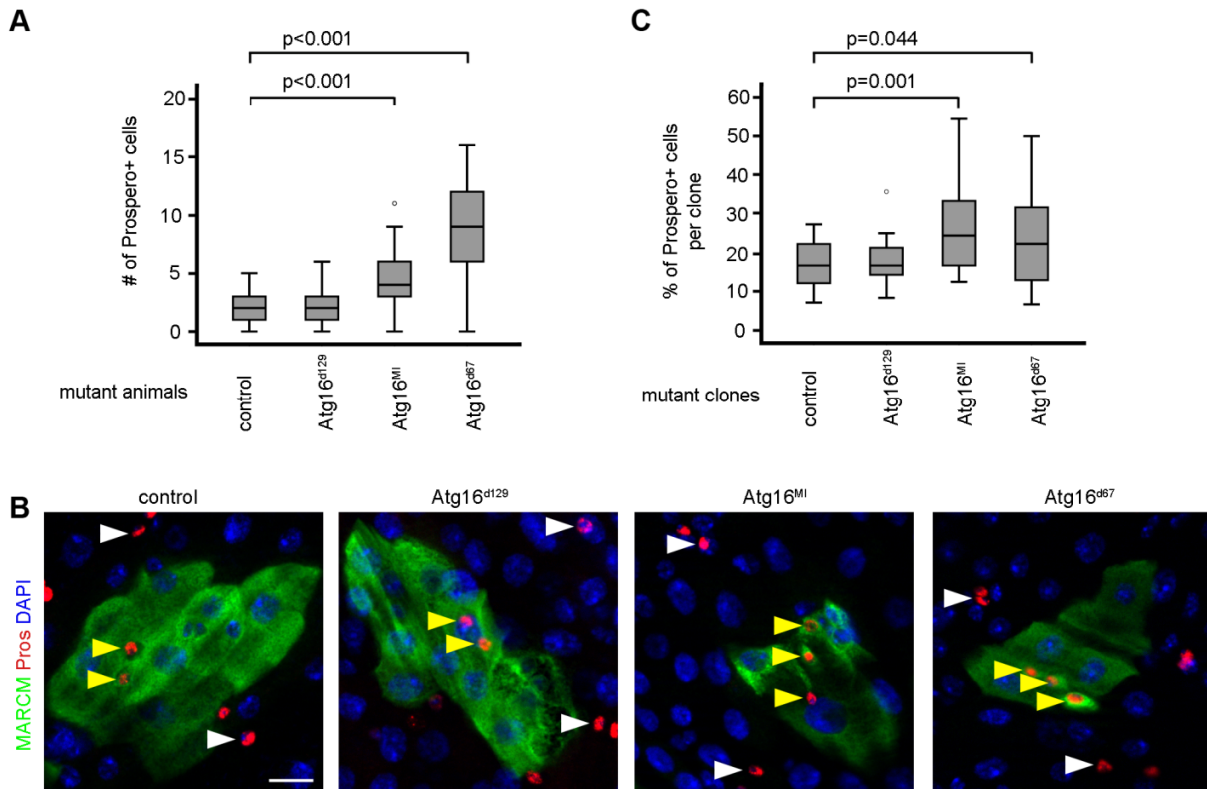 A
p<0.001
p<0.001
# of Prospero+ cells
20
15
10
5
0
mutant animals
control
Atg16d129
Atg16MI
Atg16d67
C
p=0.044
p=0.001
% of Prospero+ cells
per clone
60
50
40
30
20
10
0
mutant clones
control
Atg16d129
Atg16MI
Atg16d67
B
MARCM Pros DAPI
control
Atg16d129
Atg16MI
Atg16d67